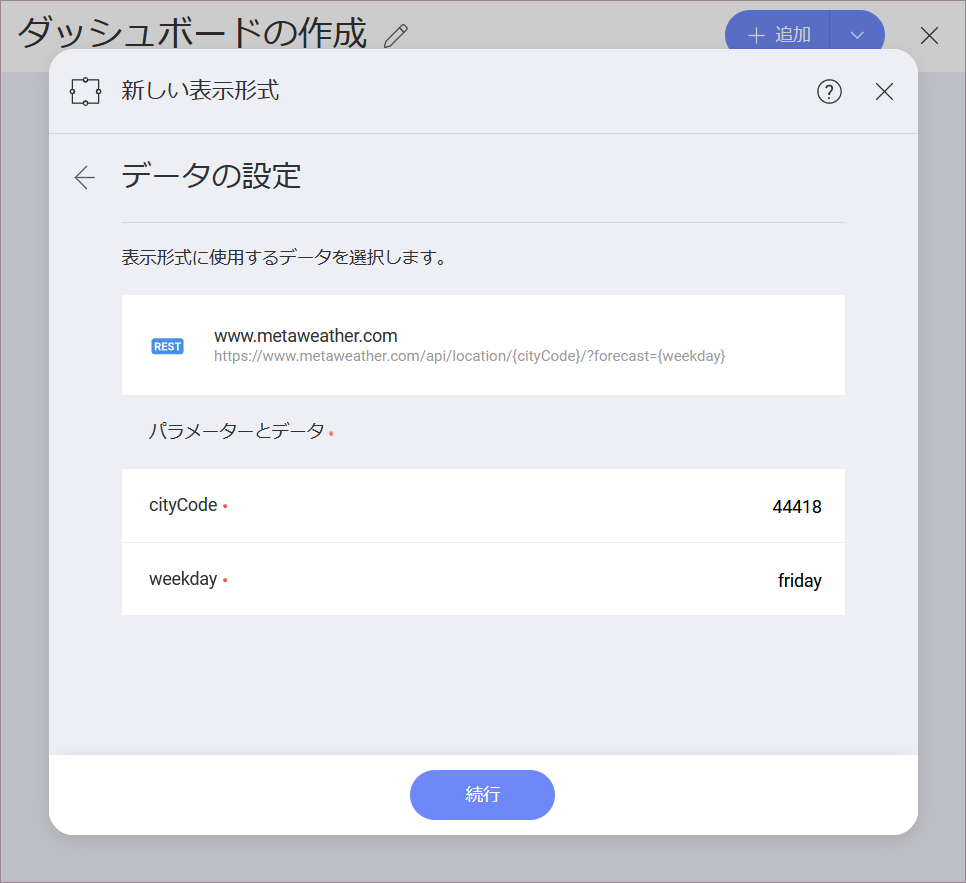 ダッシュボードの作成
追加
新しい表示形式
データの設定
表示形式に使用するデータを選択します。
REST
www.metaweather.com
https://www.metaweather.com/api/location/{cityCode}/?forecast={weekday}
パラメーターとデータ
cityCode
44418
weekday
friday
続行